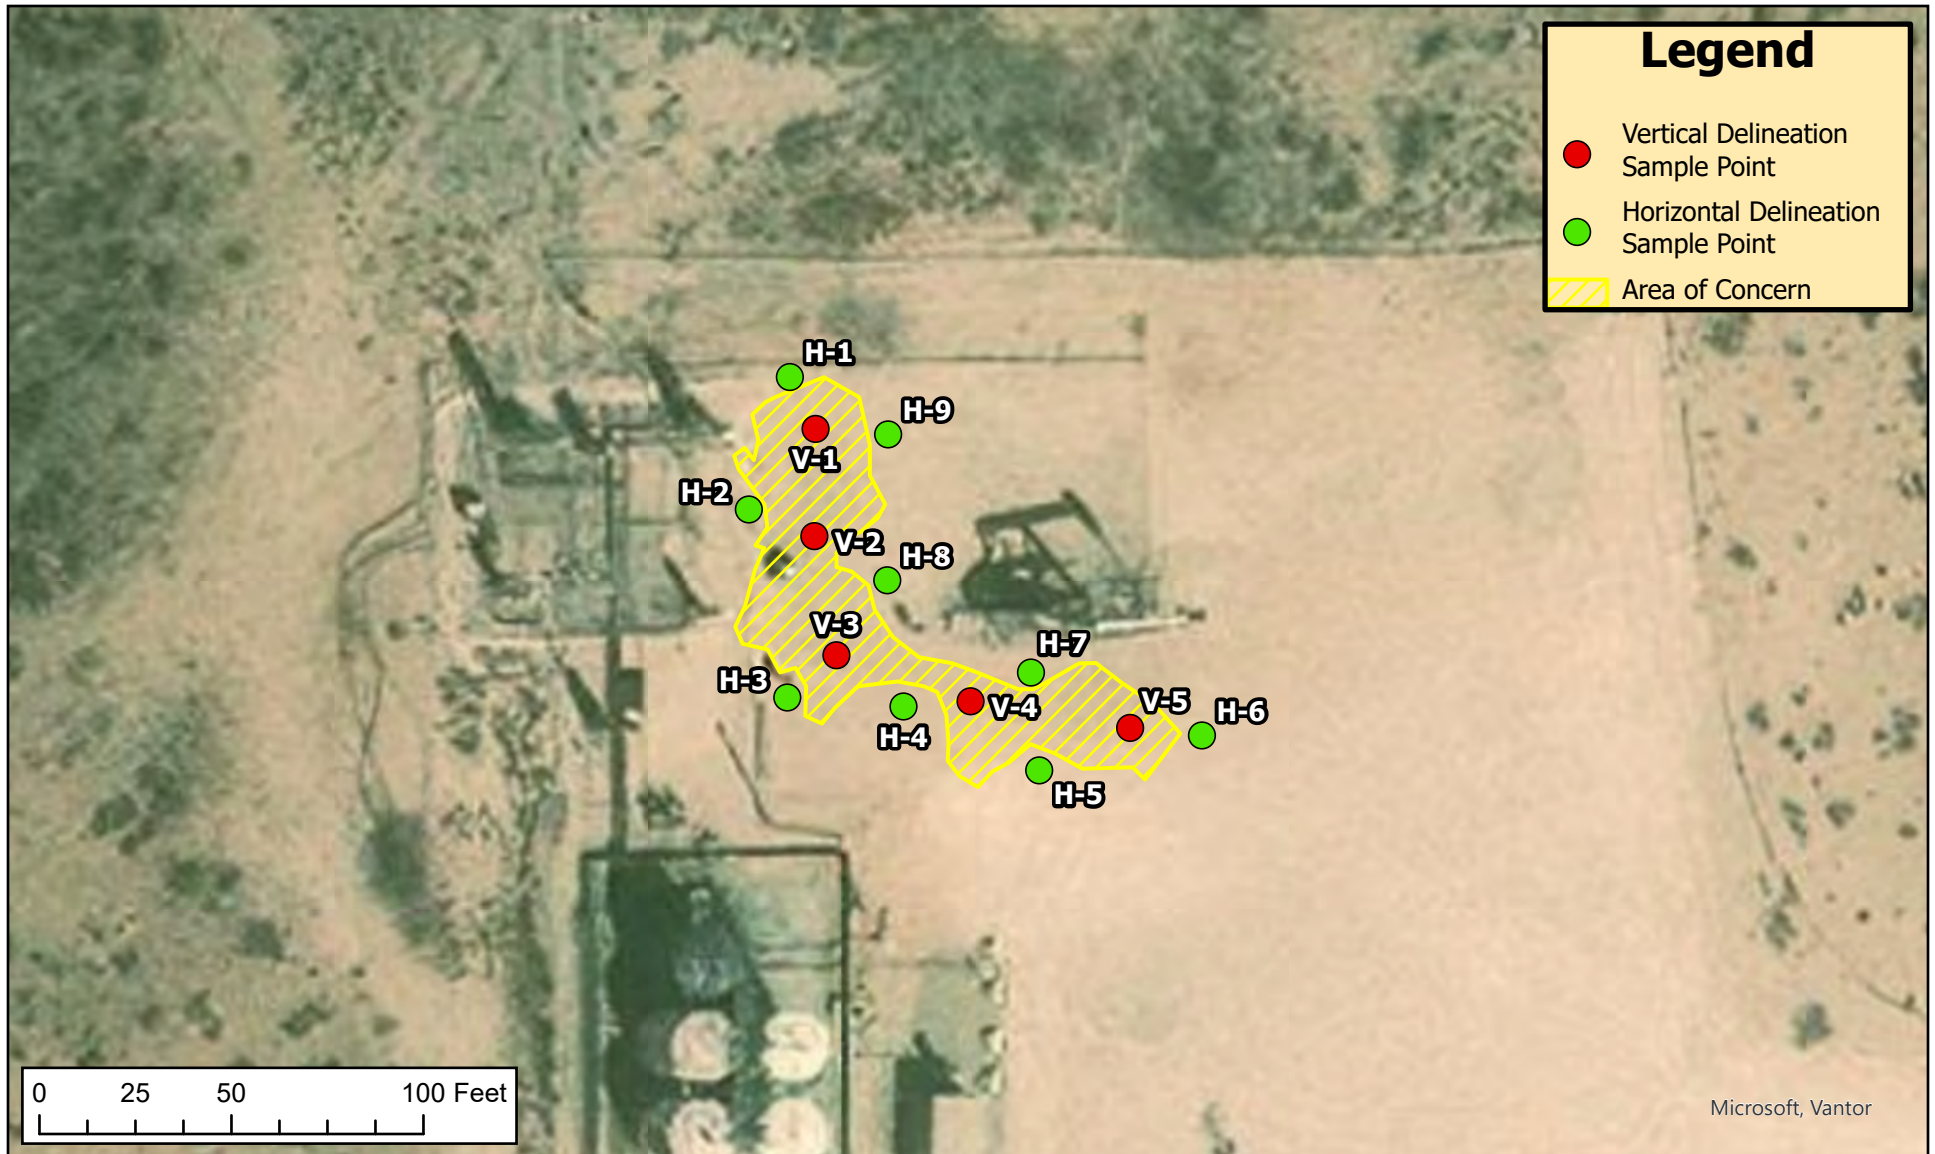 Legend
Vertical Delineation
Sample Point
Horizontal Delineation
Sample Point
Area of Concern
H-1
H-9
V-1
H-2
V-2
H-8
V-3
H-7
H-3
V-4
V-5
H-6
H-4
H-5
0 25 50 100 Feet
Microsoft, Vantor